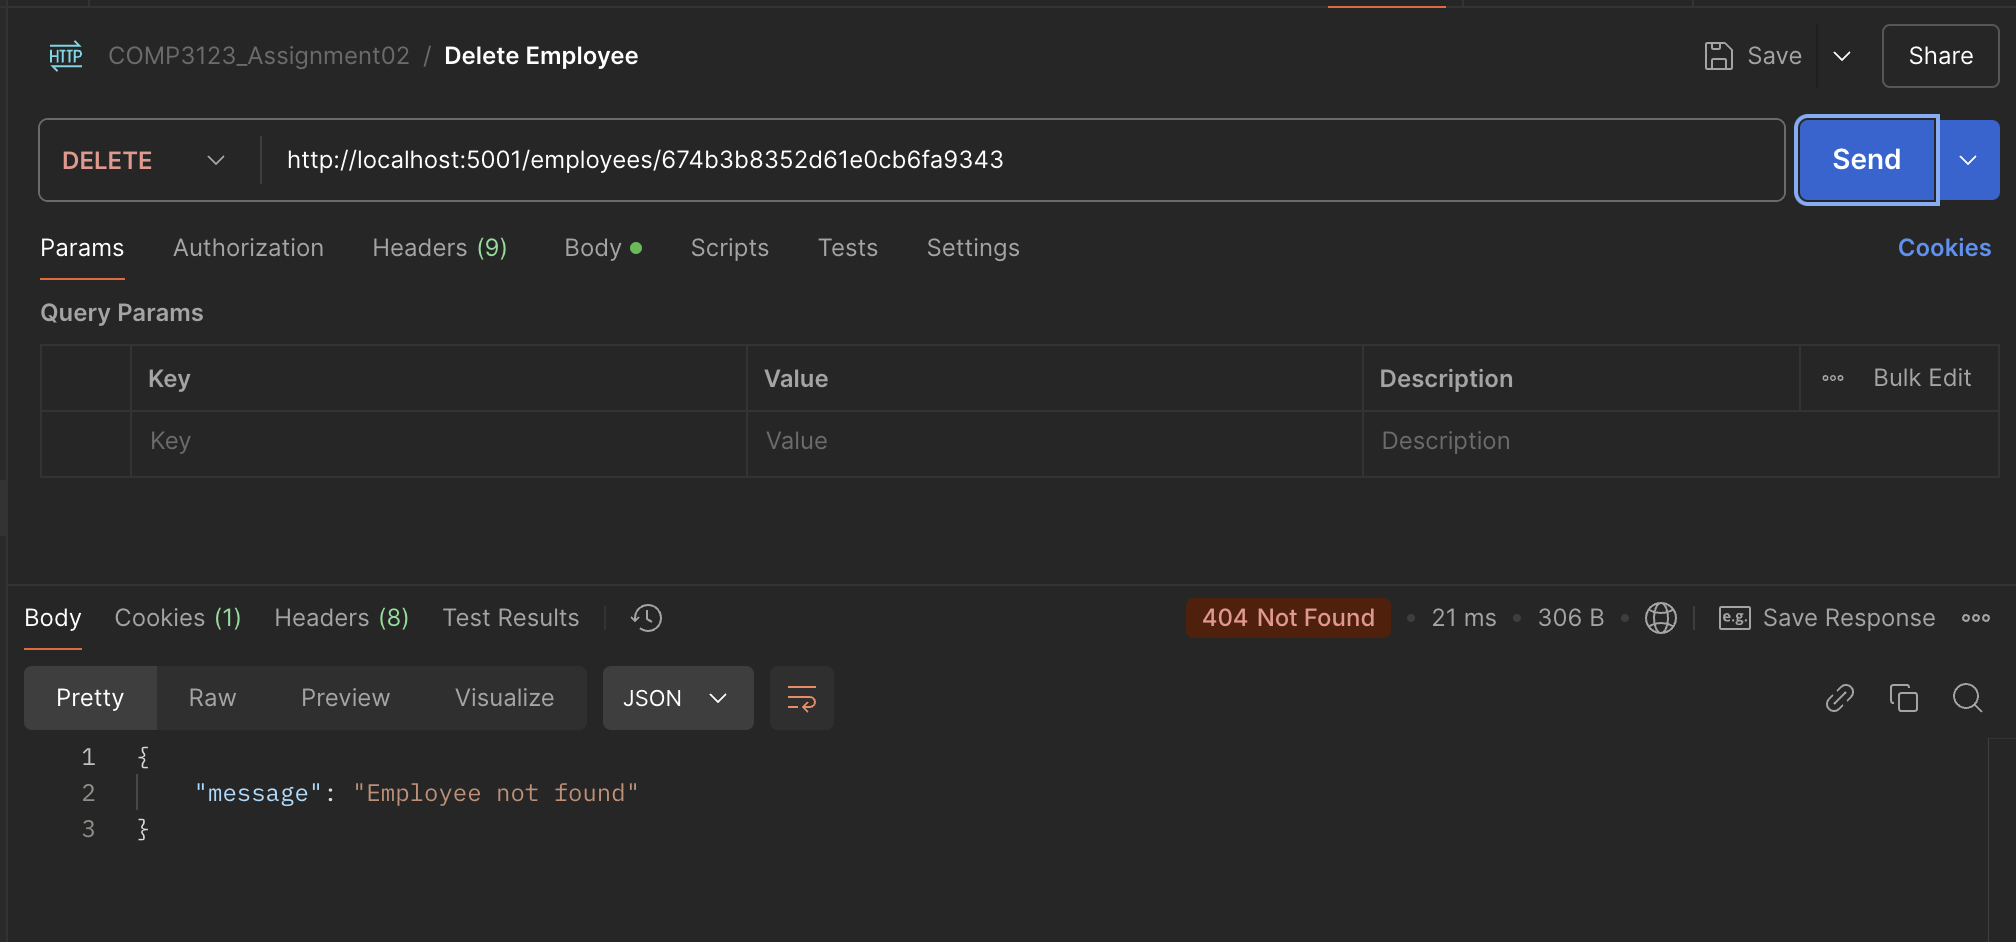 HTTP COMP3123_Assignment02 / Delete Employee Save Share
DELETE http://localhost:5001/employees/674b3b8352d61e0cb6fa9343 Send
Params Authorization Headers (9) Body Scripts Tests Settings Cookies
Query Params
Key Value Description Bulk Edit
Key Value Description
Body Cookies (1) Headers (8) Test Results 404 Not Found • 21 ms • 306 B • e.g. Save Response
Pretty Raw Preview Visualize JSON
1 {
2 "message": "Employee not found"
3 }